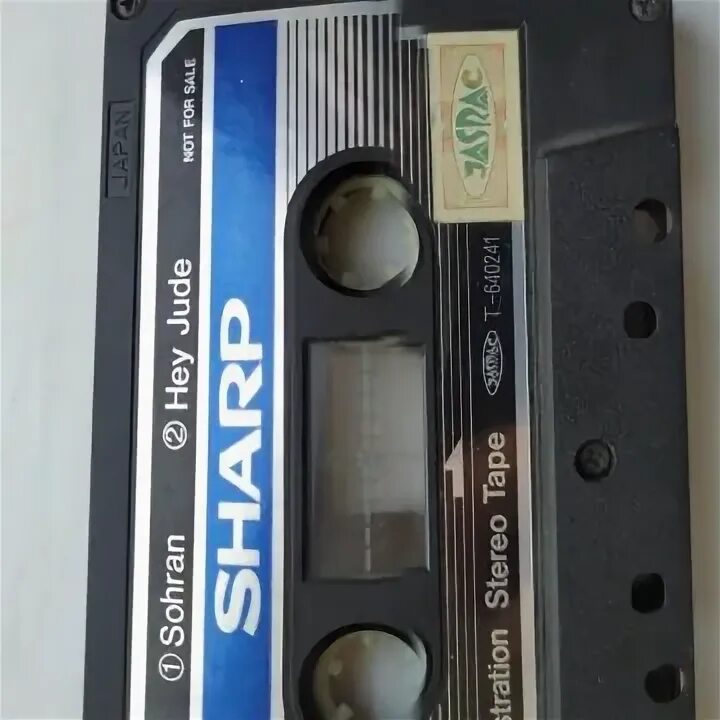 JAPAN
① Sohran ② Hey Jude NOT FOR SALE
SHARP
JASRAC
1
stration Stereo Tape JASRAC T-640241